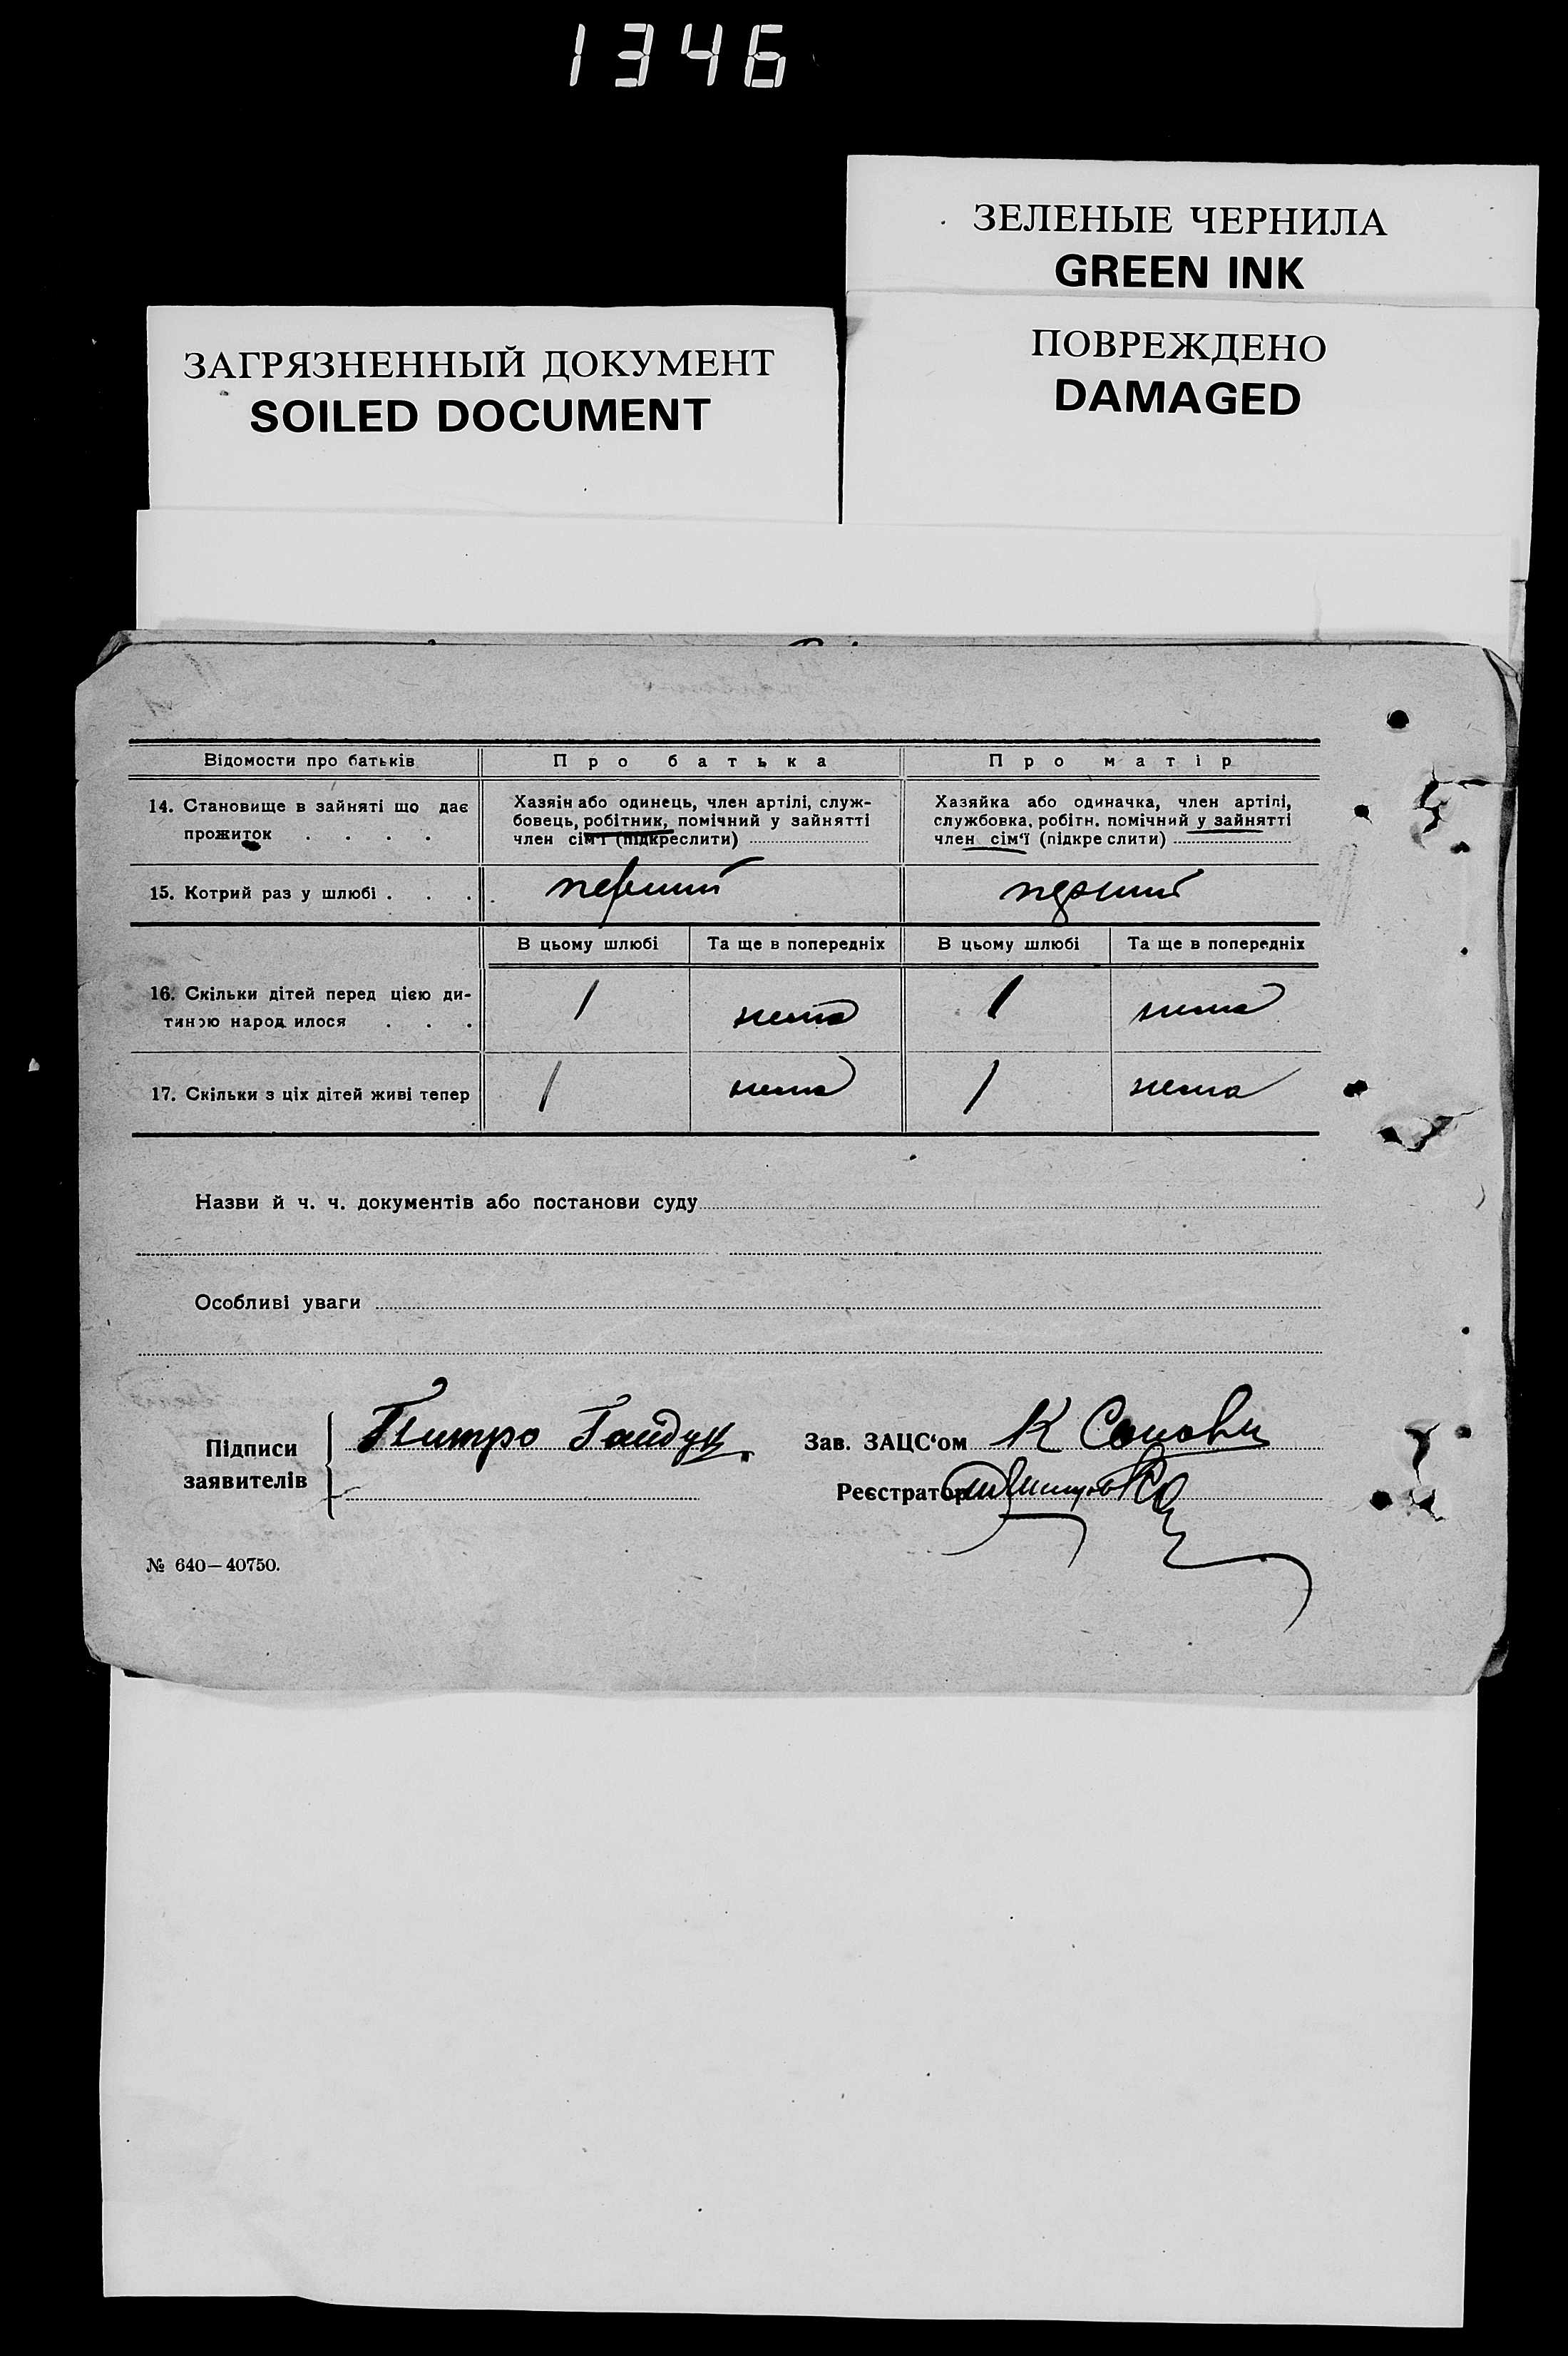 1346
ЗЕЛЕНЫЕ ЧЕРНИЛА
GREEN INK
ПОВРЕЖДЕНО
DAMAGED
ЗАГРЯЗНЕННЫЙ ДОКУМЕНТ
SOILED DOCUMENT
Відомости про батьків
Про батька
Про матір
14. Становище в зайняті що дає
прожиток . . . .
Хазяін або одинець, член артілі, служ-
бовець, робітник, помічний у зайнятті
член сім'ї (підкреслити)
Хазяйка або одиначка, член артілі,
службовка, робітн. помічний у зайнятті
член сім'ї (підкреслити)
15. Котрий раз у шлюбі . . .
перший
перший
В цьому шлюбі
Та ще в попередніх
В цьому шлюбі
Та ще в попередніх
16. Скільки дітей перед цією ди-
тиною народилося . . .
1
нема
1
нема
17. Скільки з ціх дітей живі тепер
1
нема
1
нема
Назви й ч. ч. документів або постанови суду
Особливі уваги
Підписи
заявителів
Гайдук
Зав. ЗАЦС'ом К
Реєстратор
№ 640—40750.